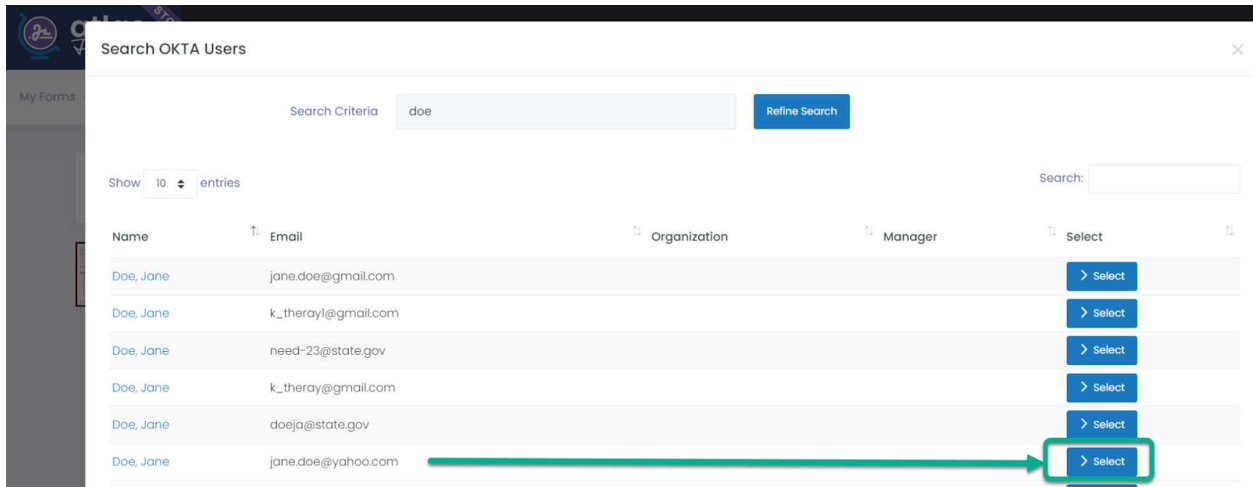 Search OKTA Users
My Forms
Search Criteria doe Refine Search
Show 10 entries Search:
Name Email Organization Manager Select
Doe, Jane jane.doe@gmail.com Select
Doe, Jane k_theray1@gmail.com Select
Doe, Jane need-23@state.gov Select
Doe, Jane k_theray@gmail.com Select
Doe, Jane doeja@state.gov Select
Doe, Jane jane.doe@yahoo.com Select